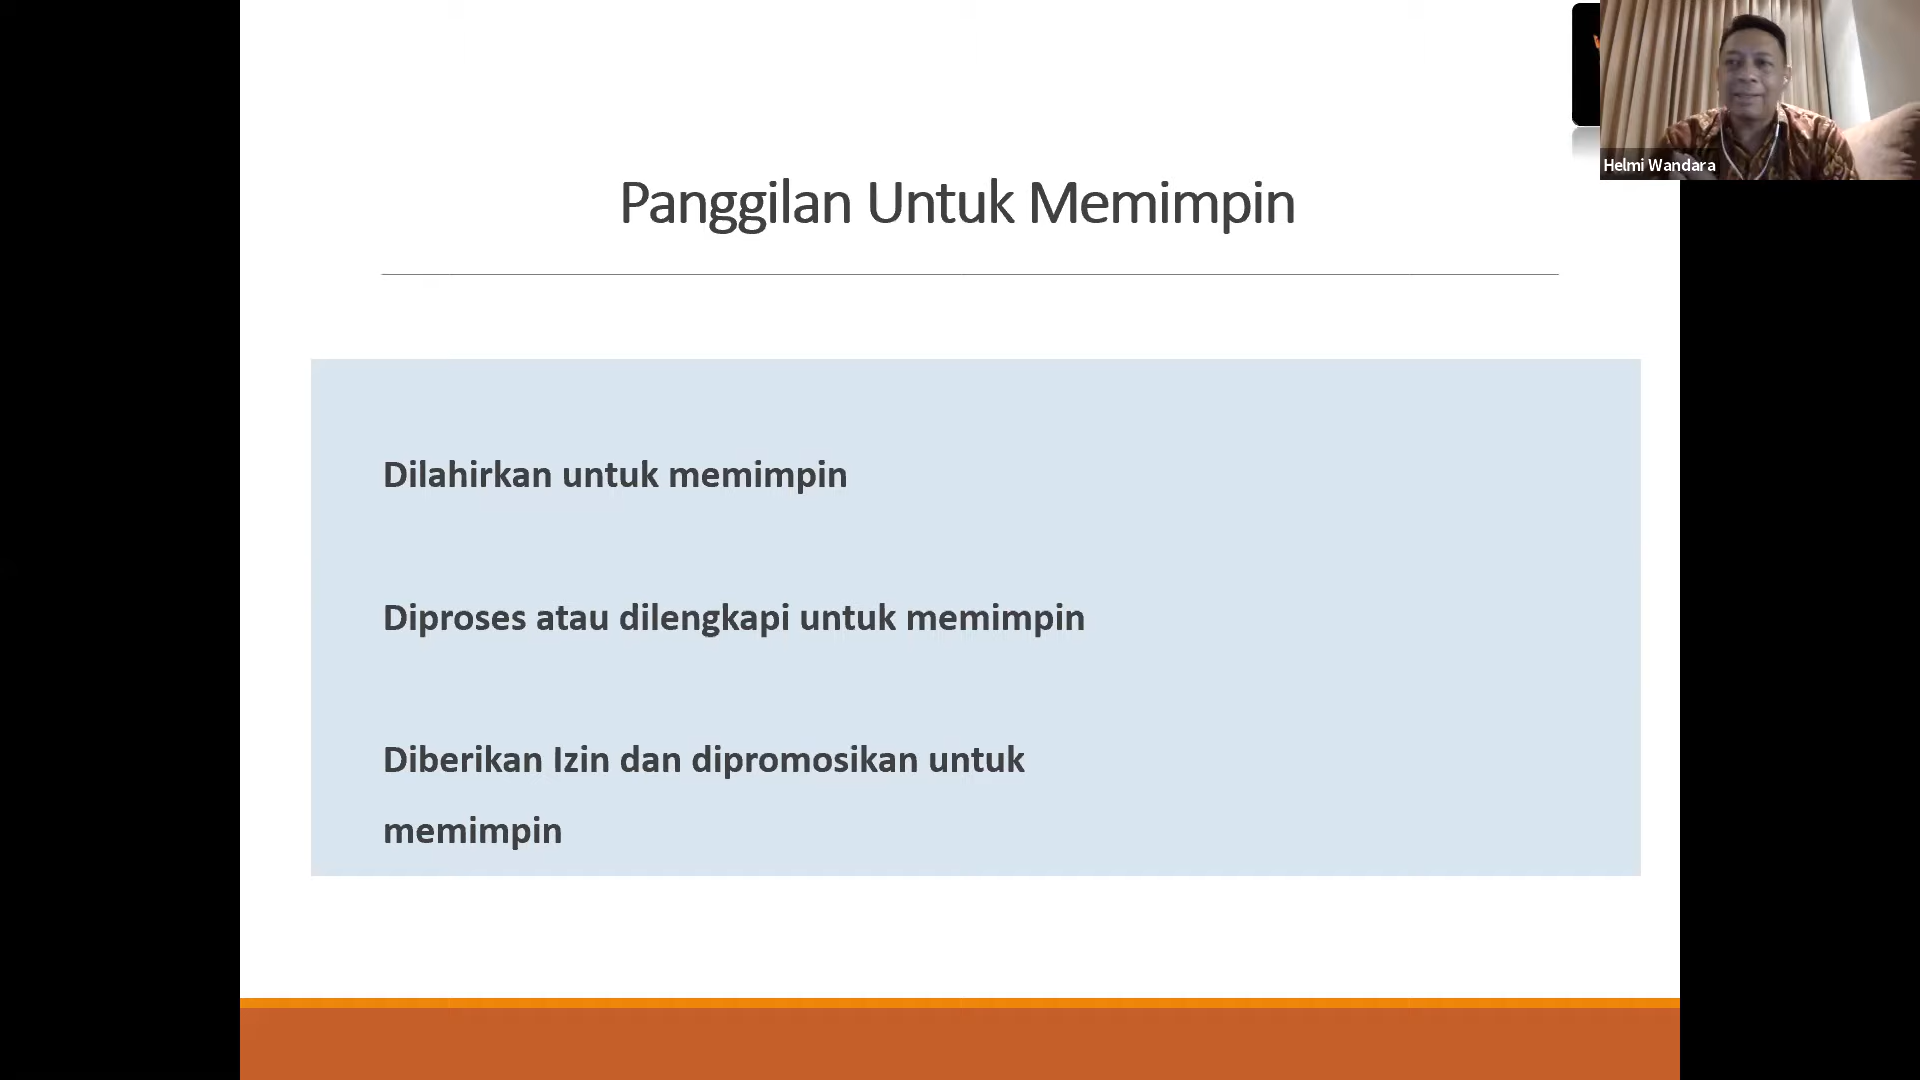 Helmi Wandara
Panggilan Untuk Memimpin
Dilahirkan untuk memimpin
Diproses atau dilengkapi untuk memimpin
Diberikan Izin dan dipromosikan untuk
memimpin